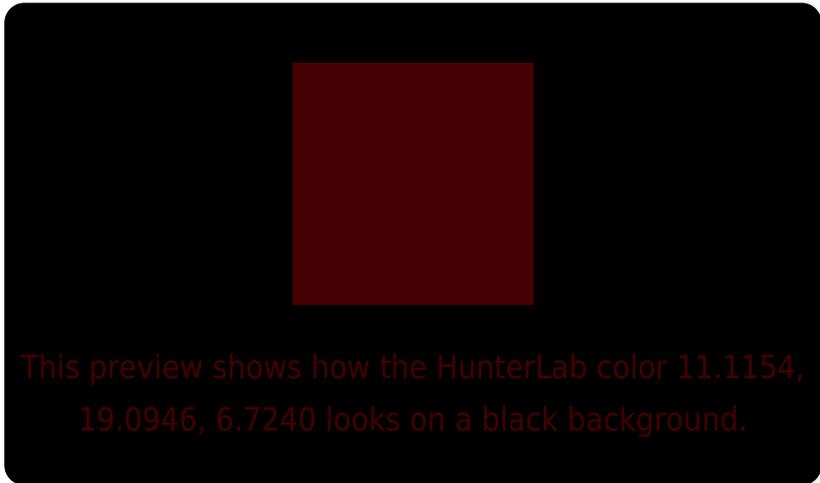 This preview shows how the HunterLab color 11.1154,
19.0946, 6.7240 looks on a black background.